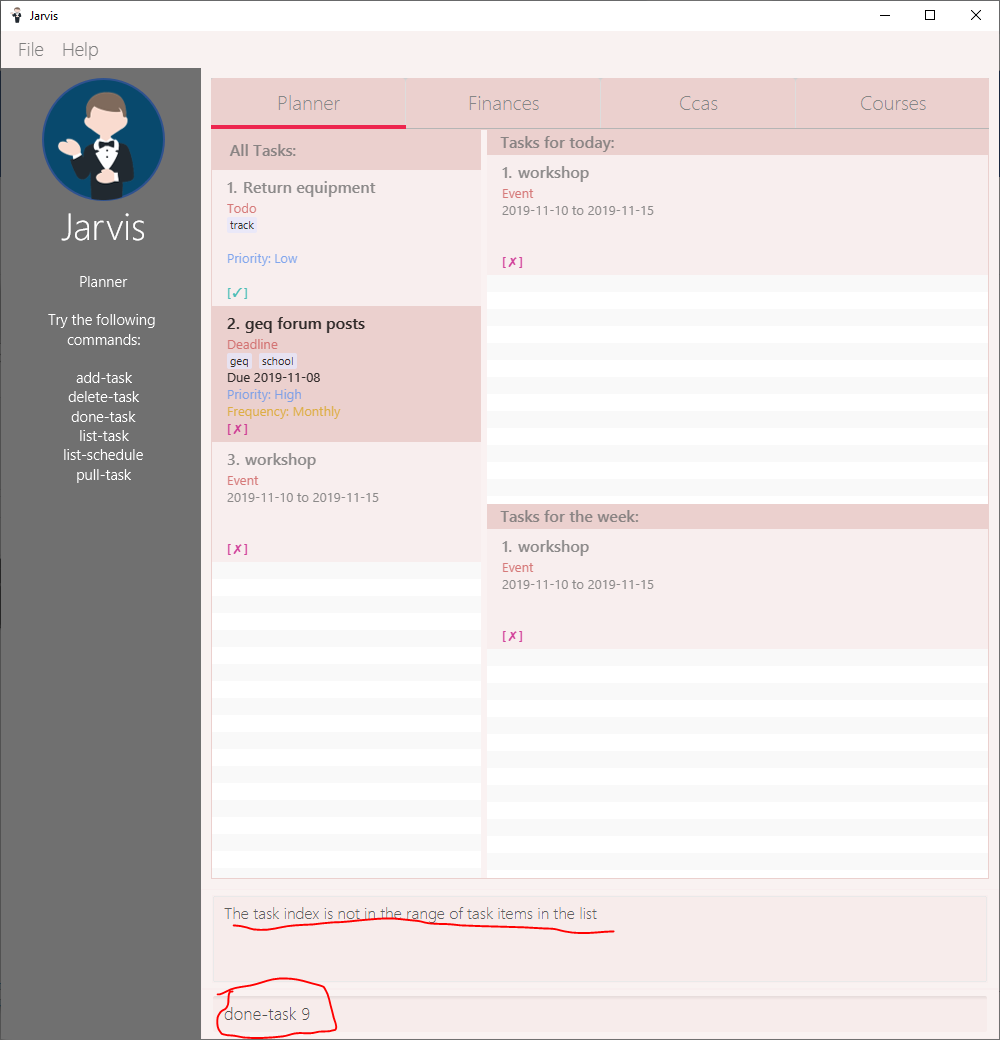 Jarvis
File Help
Jarvis
Planner
Try the following
commands:
add-task
delete-task
done-task
list-task
list-schedule
pull-task
Planner Finances Ccas Courses
All Tasks:
1. Return equipment
Todo
track
Priority: Low
[✓]
2. geq forum posts
Deadline
geq school
Due 2019-11-08
Priority: High
Frequency: Monthly
[✗]
3. workshop
Event
2019-11-10 to 2019-11-15
[✗]
Tasks for today:
1. workshop
Event
2019-11-10 to 2019-11-15
[✗]
Tasks for the week:
1. workshop
Event
2019-11-10 to 2019-11-15
[✗]
The task index is not in the range of task items in the list
done-task 9